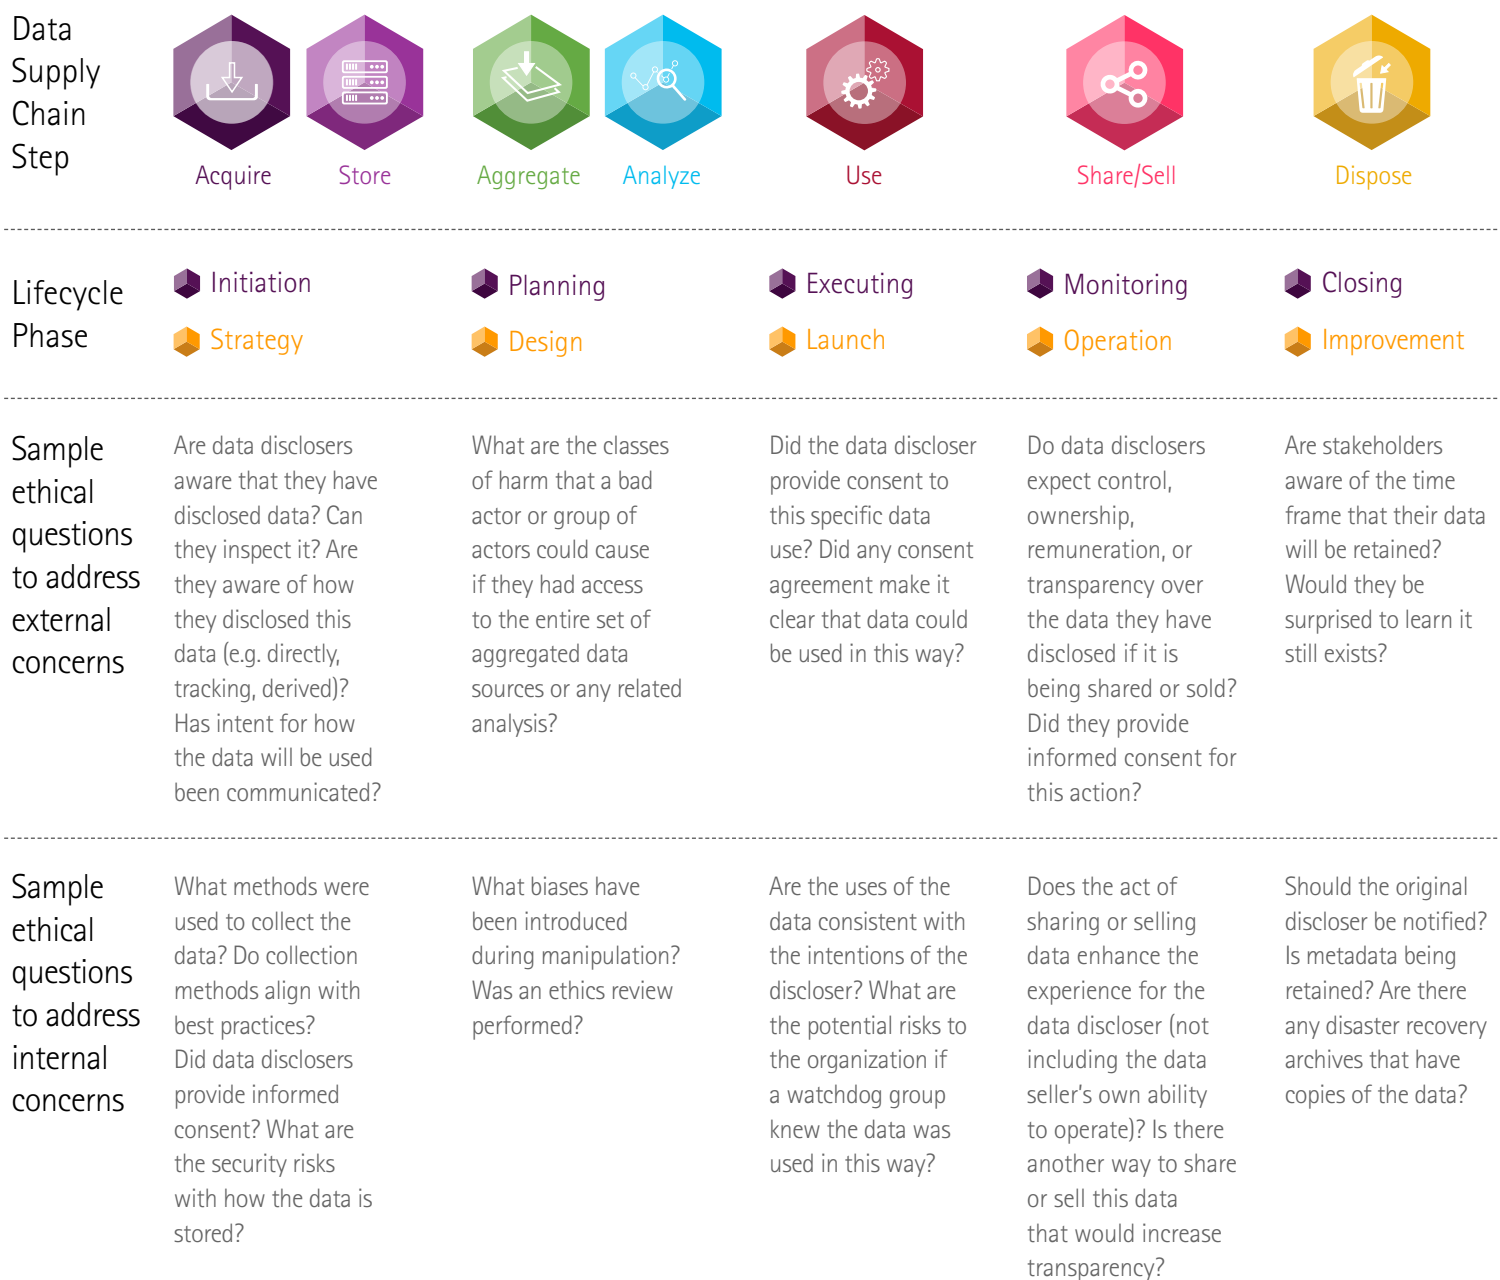 Data
Supply
Chain
Step
Acquire
Store
Aggregate
Analyze
Use
Share/Sell
Dispose
Lifecycle
Phase
Initiation
Strategy
Planning
Design
Executing
Launch
Monitoring
Operation
Closing
Improvement
Sample
ethical
questions
to address
external
concerns
Are data disclosers
aware that they have
disclosed data? Can
they inspect it? Are
they aware of how
they disclosed this
data (e.g. directly,
tracking, derived)?
Has intent for how
the data will be used
been communicated?
What are the classes
of harm that a bad
actor or group of
actors could cause
if they had access
to the entire set of
aggregated data
sources or any related
analysis?
Did the data discloser
provide consent to
this specific data
use? Did any consent
agreement make it
clear that data could
be used in this way?
Do data disclosers
expect control,
ownership,
remuneration, or
transparency over
the data they have
disclosed if it is
being shared or sold?
Did they provide
informed consent for
this action?
Are stakeholders
aware of the time
frame that their data
will be retained?
Would they be
surprised to learn it
still exists?
Sample
ethical
questions
to address
internal
concerns
What methods were
used to collect the
data? Do collection
methods align with
best practices?
Did data disclosers
provide informed
consent? What are
the security risks
with how the data is
stored?
What biases have
been introduced
during manipulation?
Was an ethics review
performed?
Are the uses of the
data consistent with
the intentions of the
discloser? What are
the potential risks to
the organization if
a watchdog group
knew the data was
used in this way?
Does the act of
sharing or selling
data enhance the
experience for the
data discloser (not
including the data
seller's own ability
to operate)? Is there
another way to share
or sell this data
that would increase
transparency?
Should the original
discloser be notified?
Is metadata being
retained? Are there
any disaster recovery
archives that have
copies of the data?